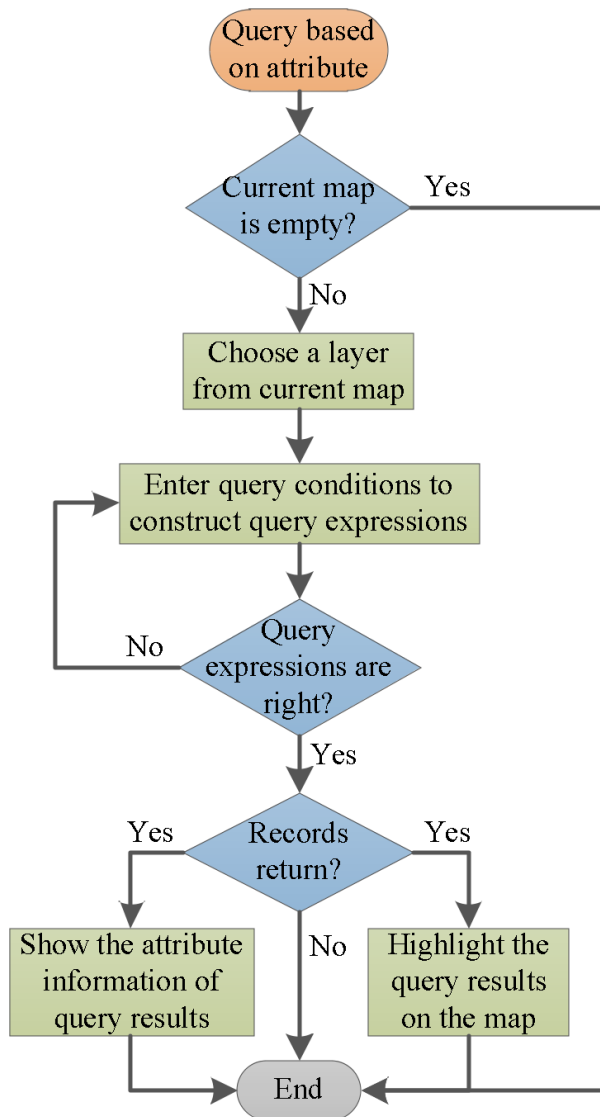 Query based
on attribute
Current map
is empty?
Yes
No
Choose a layer
from current map
Enter query conditions to
construct query expressions
No
Query
expressions are
right?
Yes
Yes
Records
return?
Yes
Show the attribute
information of
query results
No
Highlight the
query results
on the map
End